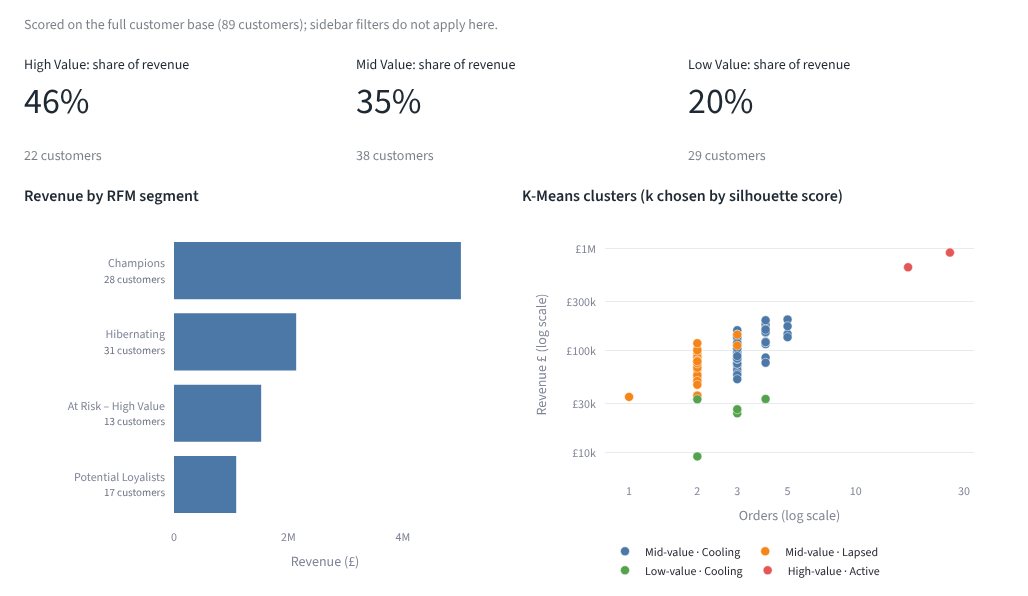 Scored on the full customer base (89 customers); sidebar filters do not apply here.
High Value: share of revenue
46%
22 customers
Mid Value: share of revenue
35%
38 customers
Low Value: share of revenue
20%
29 customers
Revenue by RFM segment
Champions
28 customers
Hibernating
31 customers
At Risk – High Value
13 customers
Potential Loyalists
17 customers
0 2M 4M
Revenue (£)
K-Means clusters (k chosen by silhouette score)
Revenue £ (log scale)
£1M
£300k
£100k
£30k
£10k
1 2 3 5 10 30
Orders (log scale)
Mid-value · Cooling Mid-value · Lapsed
Low-value · Cooling High-value · Active